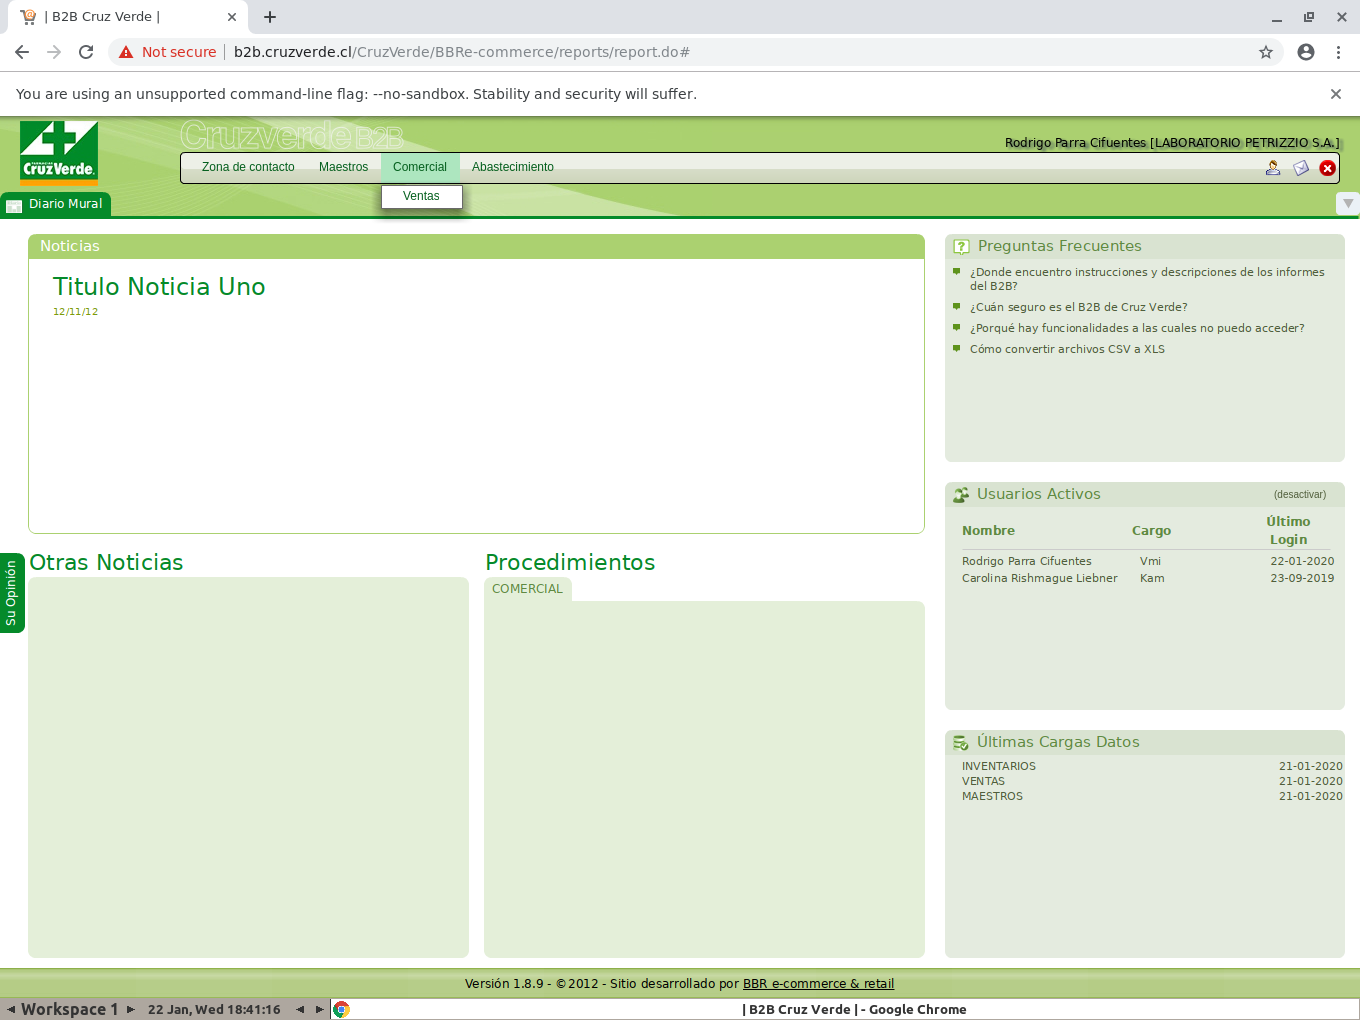 | B2B Cruz Verde |
Not secure
b2b.cruzverde.cl/CruzVerde/BBRe-commerce/reports/report.do#
You are using an unsupported command-line flag: --no-sandbox. Stability and security will suffer.
FARMACIAS
CruzVerde.
Cruzverde B2B
Rodrigo Parra Cifuentes [LABORATORIO PETRIZZIO S.A.]
Zona de contacto Maestros Comercial Abastecimiento
Ventas
Diario Mural
Noticias
Titulo Noticia Uno
12/11/12
Preguntas Frecuentes
¿Donde encuentro instrucciones y descripciones de los informes
del B2B?
¿Cuán seguro es el B2B de Cruz Verde?
¿Porqué hay funcionalidades a las cuales no puedo acceder?
Cómo convertir archivos CSV a XLS
Usuarios Activos (desactivar)
Nombre Cargo Último
Login
Rodrigo Parra Cifuentes Vmi 22-01-2020
Carolina Rishmague Liebner Kam 23-09-2019
Su Opinión
Otras Noticias
Procedimientos
COMERCIAL
Últimas Cargas Datos
INVENTARIOS 21-01-2020
VENTAS 21-01-2020
MAESTROS 21-01-2020
Versión 1.8.9 - ©2012 - Sitio desarrollado por BBR e-commerce & retail
Workspace 1 22 Jan, Wed 18:41:16 | B2B Cruz Verde | - Google Chrome